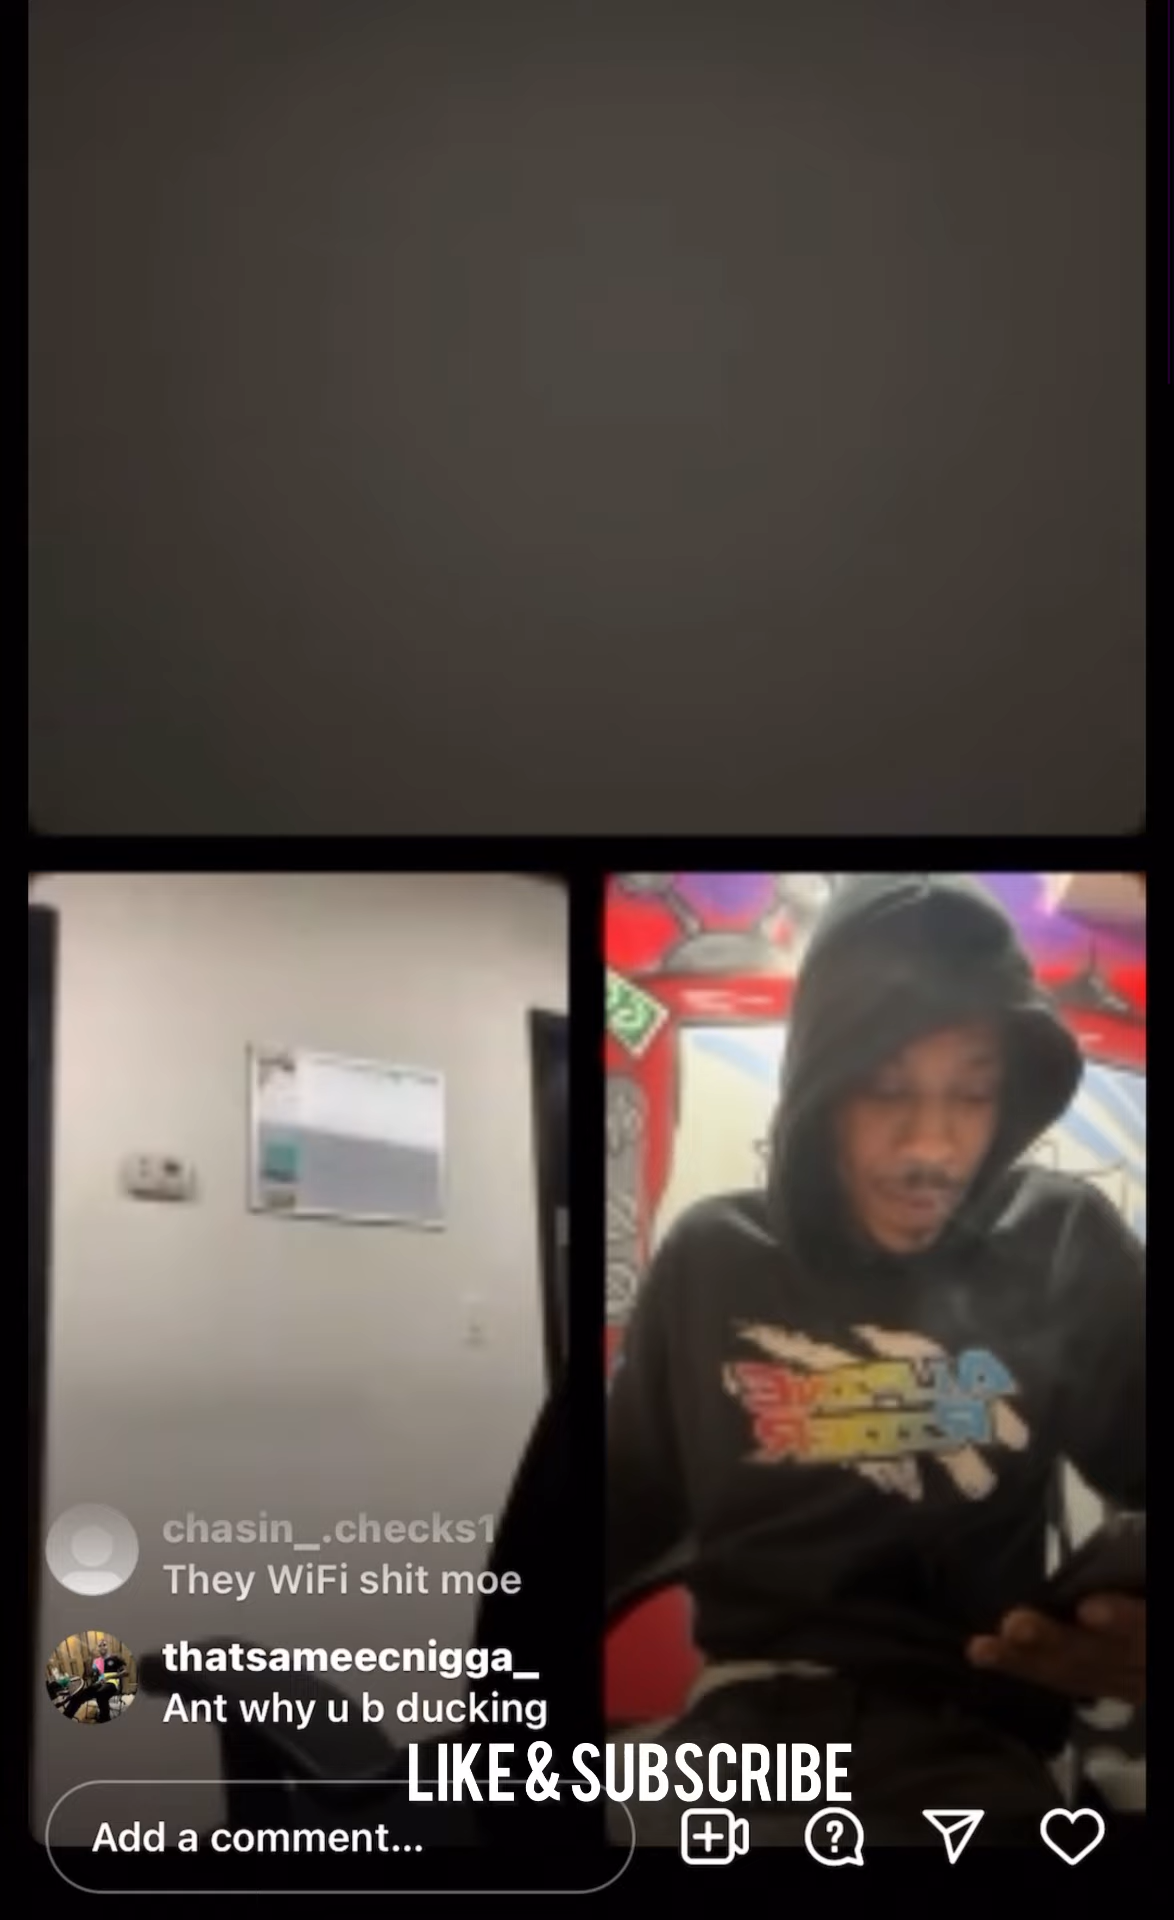 chasin_.checks1
They WiFi shit moe
thatsameecnigga_
Ant why u b ducking
LIKE & SUBSCRIBE
Add a comment...